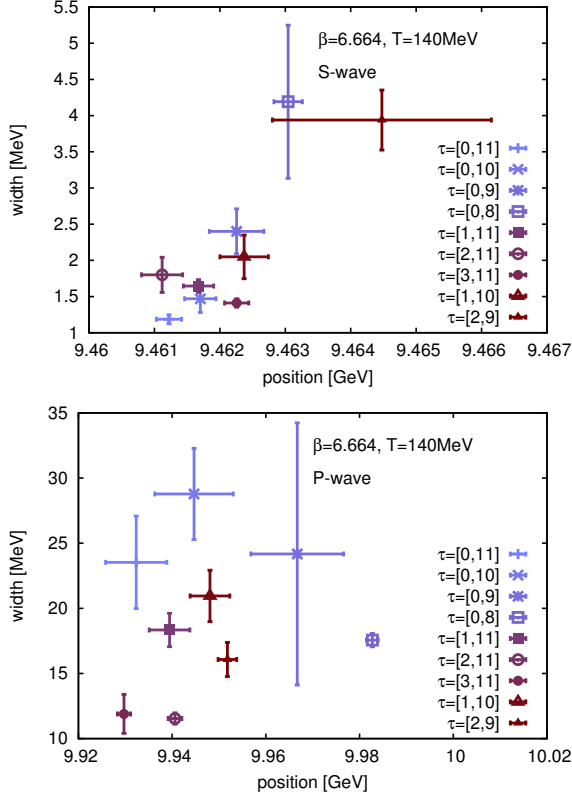 5.5
5
4.5
4
3.5
3
2.5
2
1.5
1
width [MeV]
β=6.664, T=140MeV
S-wave
τ=[0,11]
τ=[0,10]
τ=[0,9]
τ=[0,8]
τ=[1,11]
τ=[2,11]
τ=[3,11]
τ=[1,10]
τ=[2,9]
9.46 9.461 9.462 9.463 9.464 9.465 9.466 9.467
position [GeV]
35
30
25
20
15
10
width [MeV]
β=6.664, T=140MeV
P-wave
τ=[0,11]
τ=[0,10]
τ=[0,9]
τ=[0,8]
τ=[1,11]
τ=[2,11]
τ=[3,11]
τ=[1,10]
τ=[2,9]
9.92 9.94 9.96 9.98 10 10.02
position [GeV]